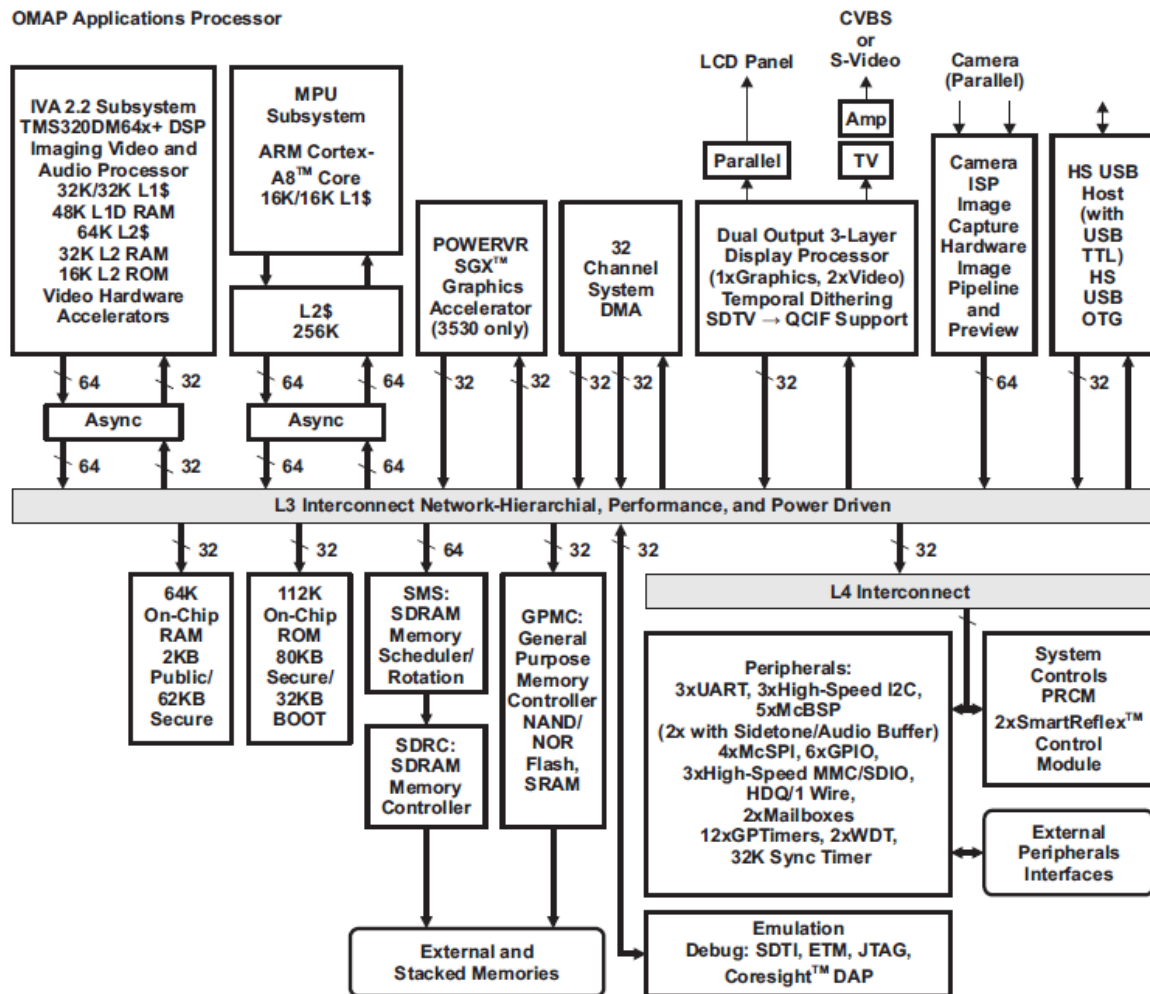 OMAP Applications Processor
CVBS
or
S-Video
LCD Panel
Camera
(Parallel)
Amp
Parallel
TV
IVA 2.2 Subsystem
TMS320DM64x+ DSP
Imaging Video and
Audio Processor
32K/32K L1$
48K L1D RAM
64K L2$
32K L2 RAM
16K L2 ROM
Video Hardware
Accelerators
MPU
Subsystem
ARM Cortex-
A8™ Core
16K/16K L1$
L2$
256K
POWERVR
SGX™
Graphics
Accelerator
(3530 only)
32
Channel
System
DMA
Dual Output 3-Layer
Display Processor
(1xGraphics, 2xVideo)
Temporal Dithering
SDTV → QCIF Support
Camera
ISP
Image
Capture
Hardware
Image
Pipeline
and
Preview
HS USB
Host
(with
USB
TTL)
HS
USB
OTG
64
32
64
64
32
32
32
32
32
64
32
Async
Async
64
32
64
64
L3 Interconnect Network-Hierarchial, Performance, and Power Driven
32
32
64
32
32
32
64K
On-Chip
RAM
2KB
Public/
62KB
Secure
112K
On-Chip
ROM
80KB
Secure/
32KB
BOOT
SMS:
SDRAM
Memory
Scheduler/
Rotation
SDRC:
SDRAM
Memory
Controller
GPMC:
General
Purpose
Memory
Controller
NAND/
NOR
Flash,
SRAM
L4 Interconnect
Peripherals:
3xUART, 3xHigh-Speed I2C,
5xMcBSP
(2x with Sidetone/Audio Buffer)
4xMcSPI, 6xGPIO,
3xHigh-Speed MMC/SDIO,
HDQ/1 Wire,
2xMailboxes
12xGPTimers, 2xWDT,
32K Sync Timer
System
Controls
PRCM
2xSmartReflex™
Control
Module
External
Peripherals
Interfaces
External and
Stacked Memories
Emulation
Debug: SDTI, ETM, JTAG,
Coresight™ DAP